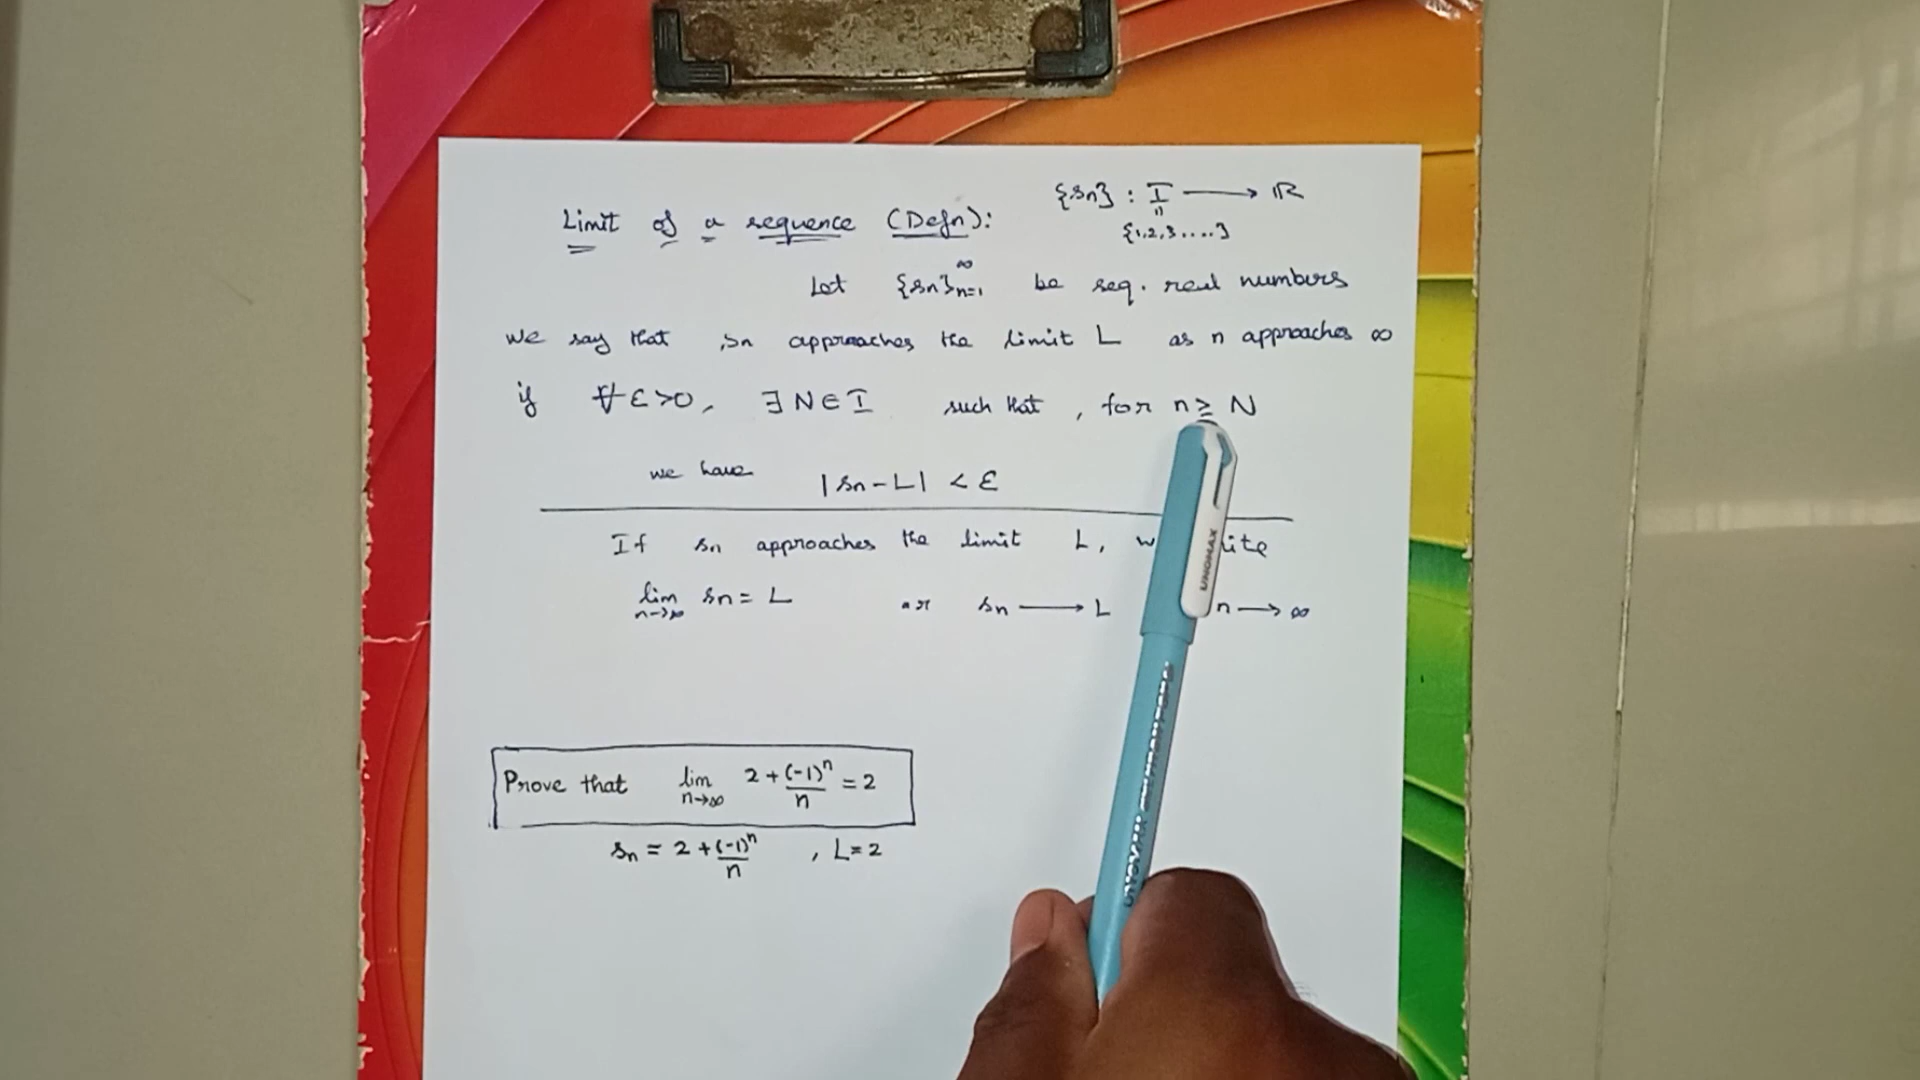 Limit of a sequence (Defn):
{sn} : I → ℝ
{1,2,3....}
Let {sn}ₙ₌₁^∞ be seq. real numbers
we say that sn approaches the limit L as n approaches ∞
if ∀ ε>0, ∃ N ∈ I such that, for n ≥ N
we have |sn - L| < ε
If sn approaches the limit L,
lim n→∞ sn = L or sn → L n → ∞
Prove that lim n→∞ 2 + (-1)ⁿ/n = 2
sn = 2 + (-1)ⁿ/n , L = 2
UNOMAX